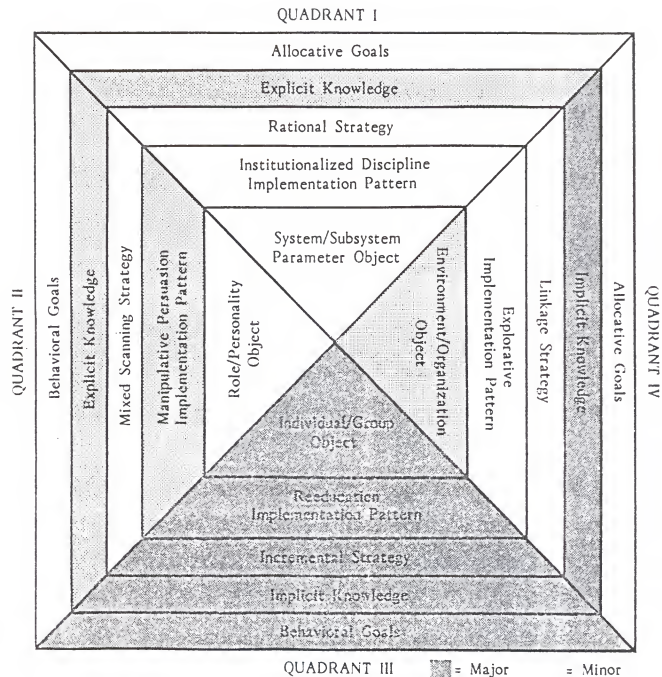 QUADRANT I
Allocative Goals
Explicit Knowledge
Rational Strategy
Institutionalized Discipline
Implementation Pattern
System/Subsystem
Parameter Object
QUADRANT II
Behavioral Goals
Explicit Knowledge
Mixed Scanning Strategy
Manipulative Persuasion
Implementation Pattern
Role/Personality
Object
Environment/Organization
Object
Explorative
Implementation Pattern
Linkage Strategy
Implicit Knowledge
Allocative Goals
QUADRANT IV
Individual/Group
Object
Reeducation
Implementation Pattern
Incremental Strategy
Implicit Knowledge
Behavioral Goals
QUADRANT III
= Major
= Minor